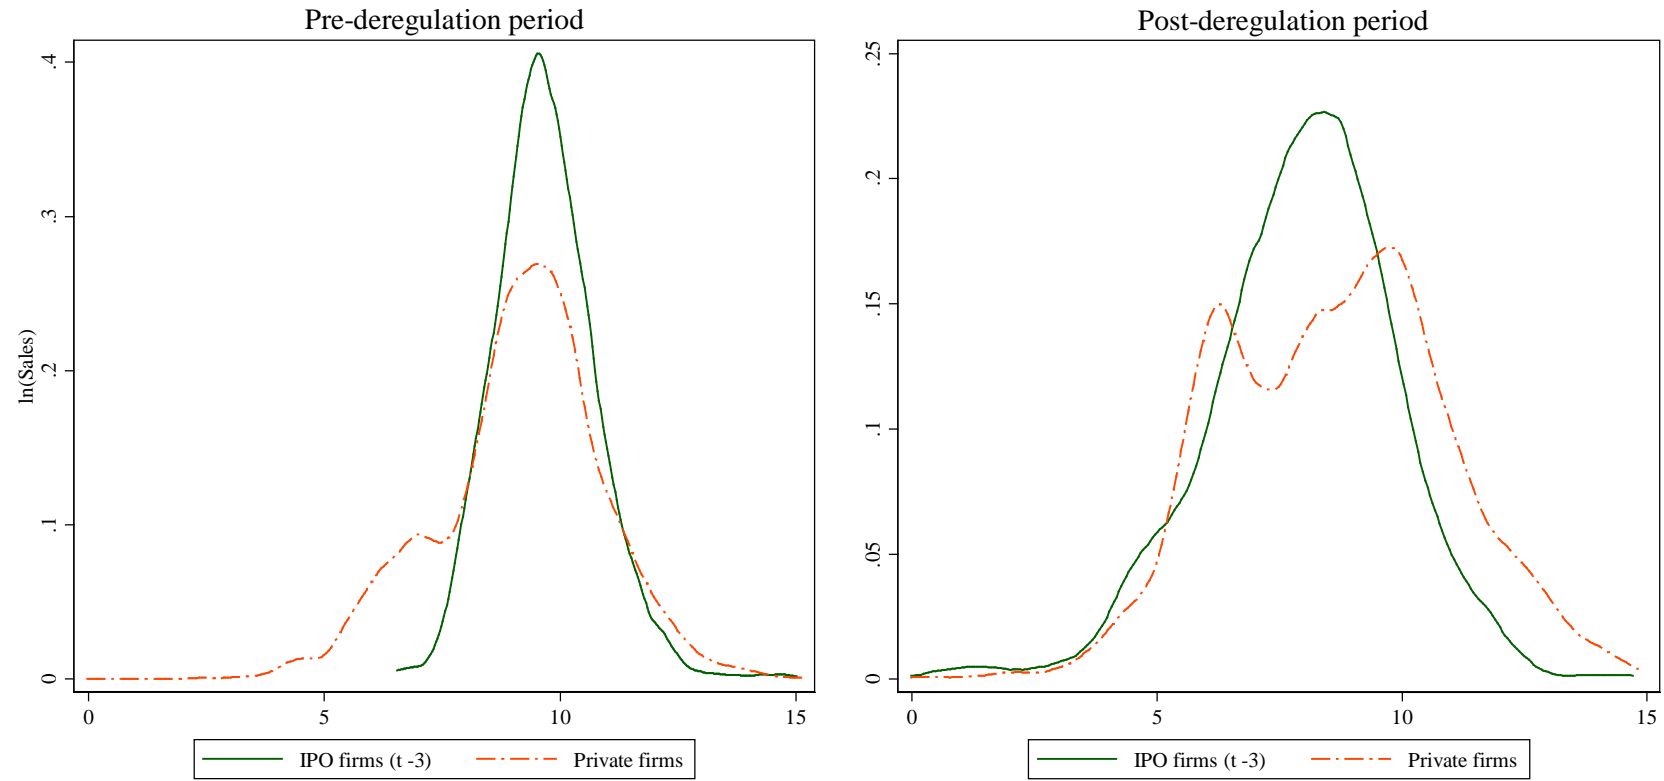 Pre-deregulation period
ln(Sales)
.4
.3
.2
.1
0
0 5 10 15
IPO firms (t -3) Private firms
Post-deregulation period
.25
.2
.15
.1
.05
0
0 5 10 15
IPO firms (t -3) Private firms